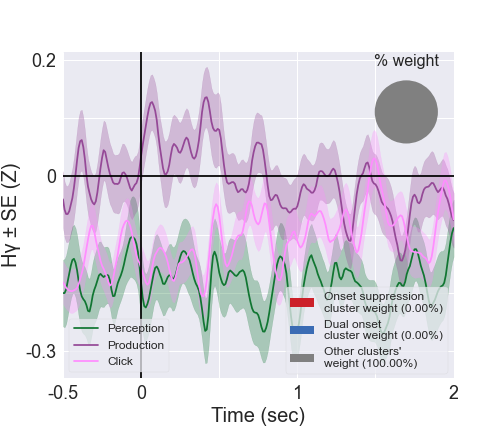 % weight
0.2
0
-0.3
Hγ ± SE (Z)
Perception
Production
Click
Onset suppression
cluster weight (0.00%)
Dual onset
cluster weight (0.00%)
Other clusters'
weight (100.00%)
-0.5
0
1
2
Time (sec)